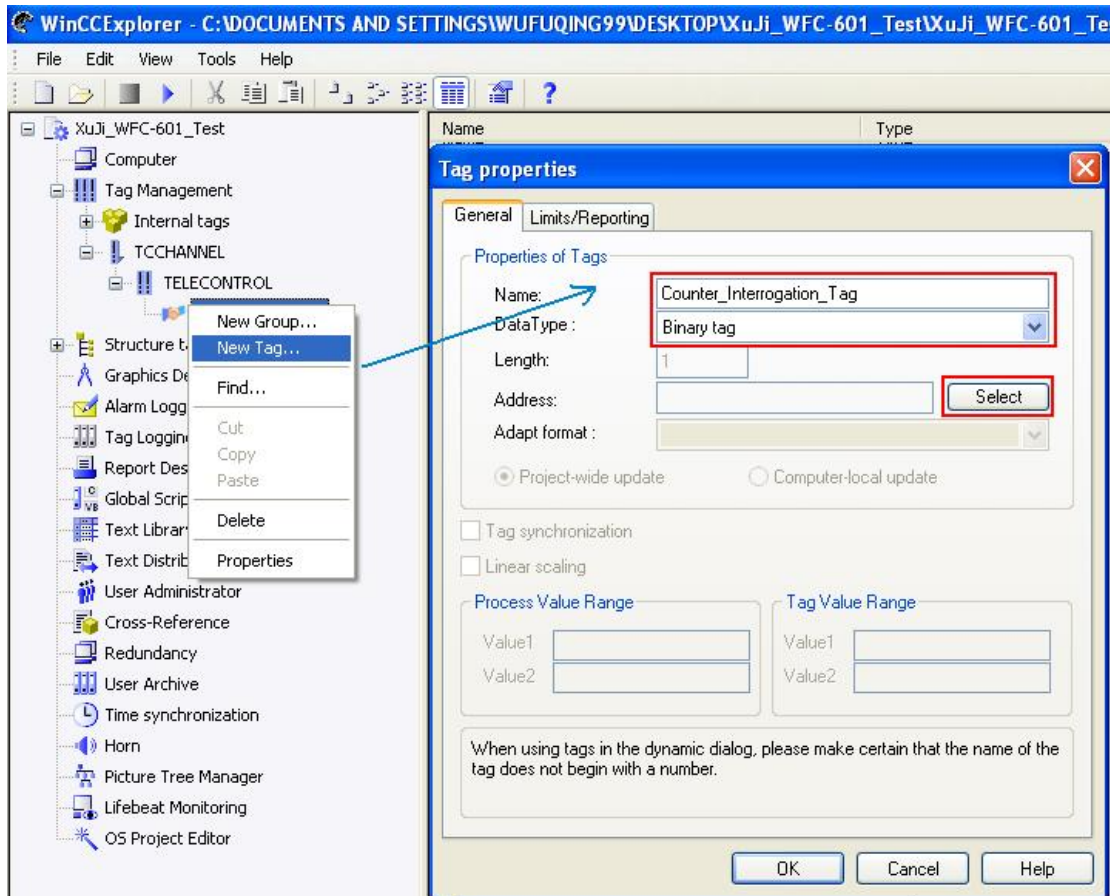 WinCCExplorer - C:\DOCUMENTS AND SETTINGS\WUFUQING99\DESKTOP\XuJi_WFC-601_Test\XuJi_WFC-601_Te
File Edit View Tools Help
XuJi_WFC-601_Test
Computer
Tag Management
Internal tags
TCCHANNEL
TELECONTROL
Structure t
Graphics De
Alarm Logg
Tag Loggin
Report Des
Global Scrip
Text Librar
Text Distrib
User Administrator
Cross-Reference
Redundancy
User Archive
Time synchronization
Horn
Picture Tree Manager
Lifebeat Monitoring
OS Project Editor
New Group...
New Tag...
Find...
Cut
Copy
Paste
Delete
Properties
Name Type
Tag properties
General Limits/Reporting
Properties of Tags
Name: Counter_Interrogation_Tag
DataType : Binary tag
Length: 1
Address: Select
Adapt format :
Project-wide update Computer-local update
Tag synchronization
Linear scaling
Process Value Range Tag Value Range
Value1 Value1
Value2 Value2
When using tags in the dynamic dialog, please make certain that the name of the
tag does not begin with a number.
OK Cancel Help